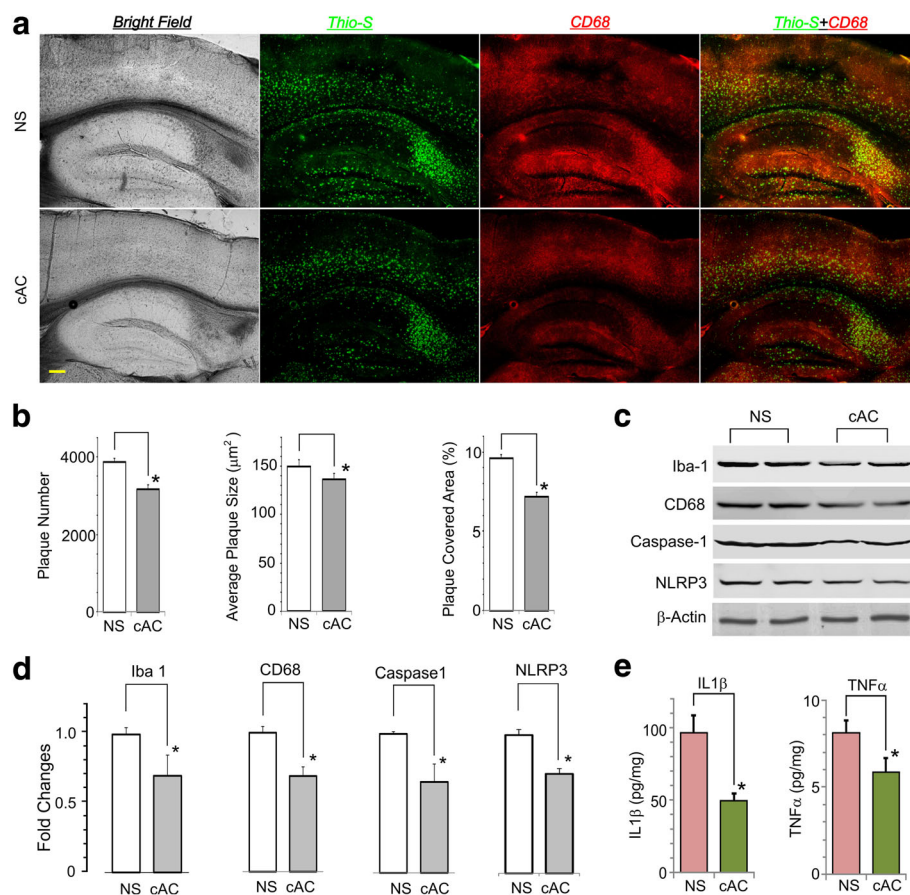 a
Bright Field
Thio-S
CD68
Thio-S+CD68
NS
cAC
b
Plaque Number
4000
2000
0
NS cAC
Average Plaque Size (μm²)
150
100
50
0
NS cAC
Plaque Covered Area (%)
10
5
0
NS cAC
c
NS cAC
Iba-1
CD68
Caspase-1
NLRP3
β-Actin
d
Fold Changes
1.0
0.5
0
Iba 1
NS cAC
CD68
NS cAC
Caspase1
NS cAC
NLRP3
NS cAC
*
*
*
*
*
*
*
e
IL1β
IL1β (pg/mg)
100
50
0
*
NS cAC
TNFα
TNFα (pg/mg)
10
5
.0
*
NS cAC